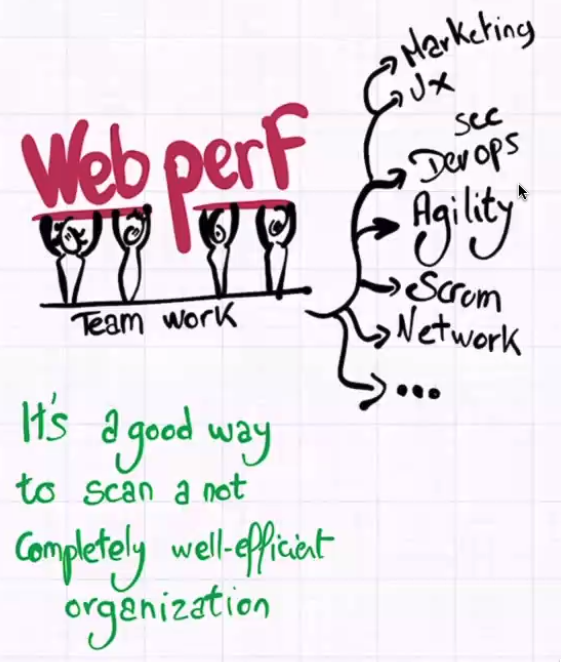 Marketing
UX
sec
Devops
Web perf
Agility
Scrum
Team work
Network
...
It's a good way
to scan a not
Completely well-efficient
organization